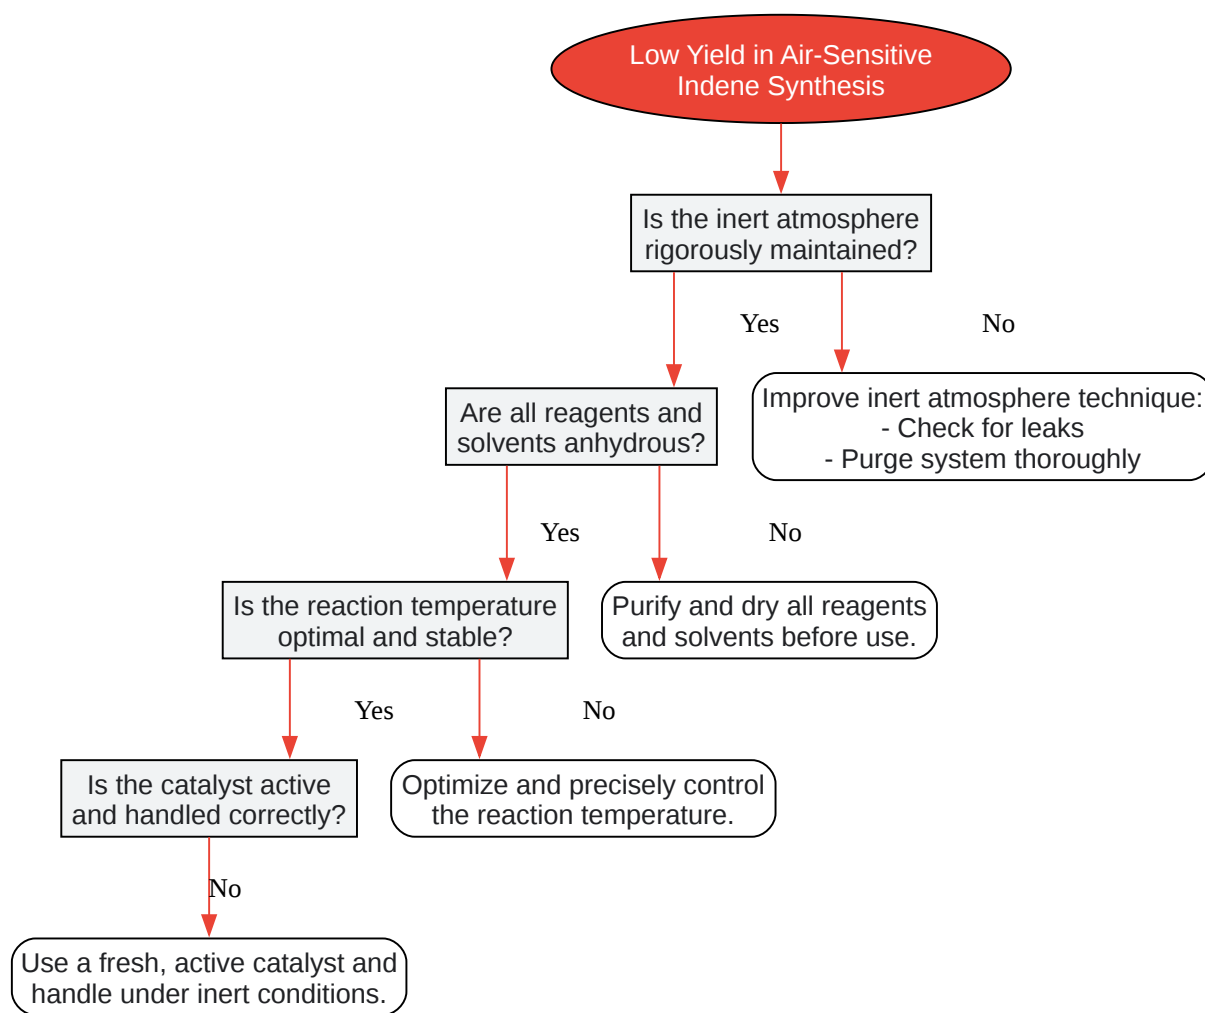 Low Yield in Air-Sensitive
Indene Synthesis
Is the inert atmosphere
rigorously maintained?
Yes
No
Are all reagents and
solvents anhydrous?
Improve inert atmosphere technique:
- Check for leaks
- Purge system thoroughly
Yes
No
Is the reaction temperature
optimal and stable?
Purify and dry all reagents
and solvents before use.
Yes
No
Is the catalyst active
and handled correctly?
Optimize and precisely control
the reaction temperature.
No
Use a fresh, active catalyst and
handle under inert conditions.